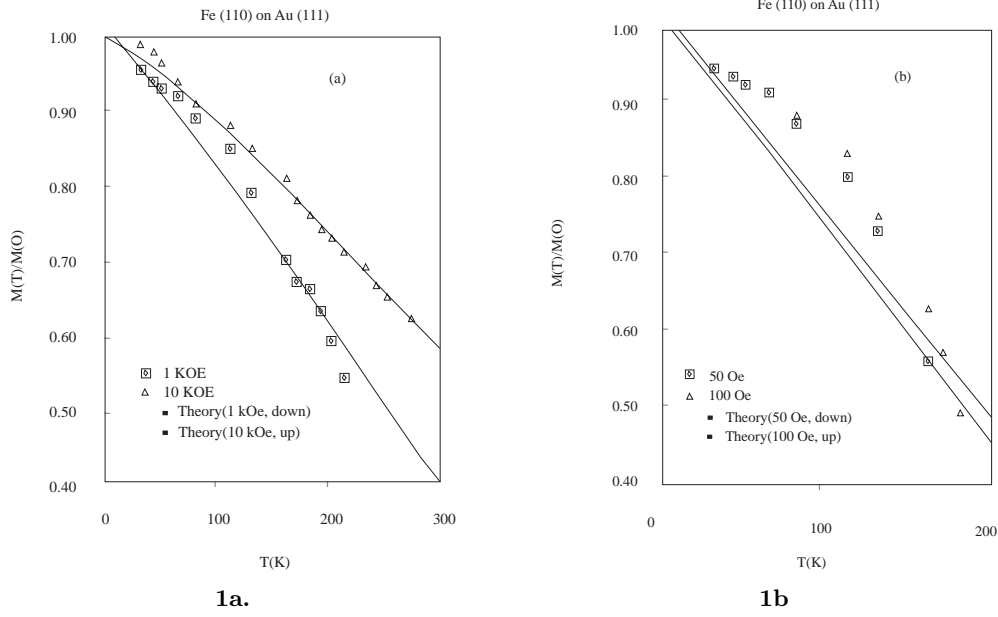 Fe (110) on Au (111)
1.00
0.90
0.80
0.70
0.60
0.50
0.40
M(T)/M(O)
(a)
1 KOE
10 KOE
Theory(1 kOe, down)
Theory(10 kOe, up)
0
100
200
300
T(K)
1a.
Fe (110) on Au (111)
1.00
0.90
0.80
0.70
0.60
0.50
0.40
M(T)/M(O)
(b)
50 Oe
100 Oe
Theory(50 Oe, down)
Theory(100 Oe, up)
0
100
200
T(K)
1b